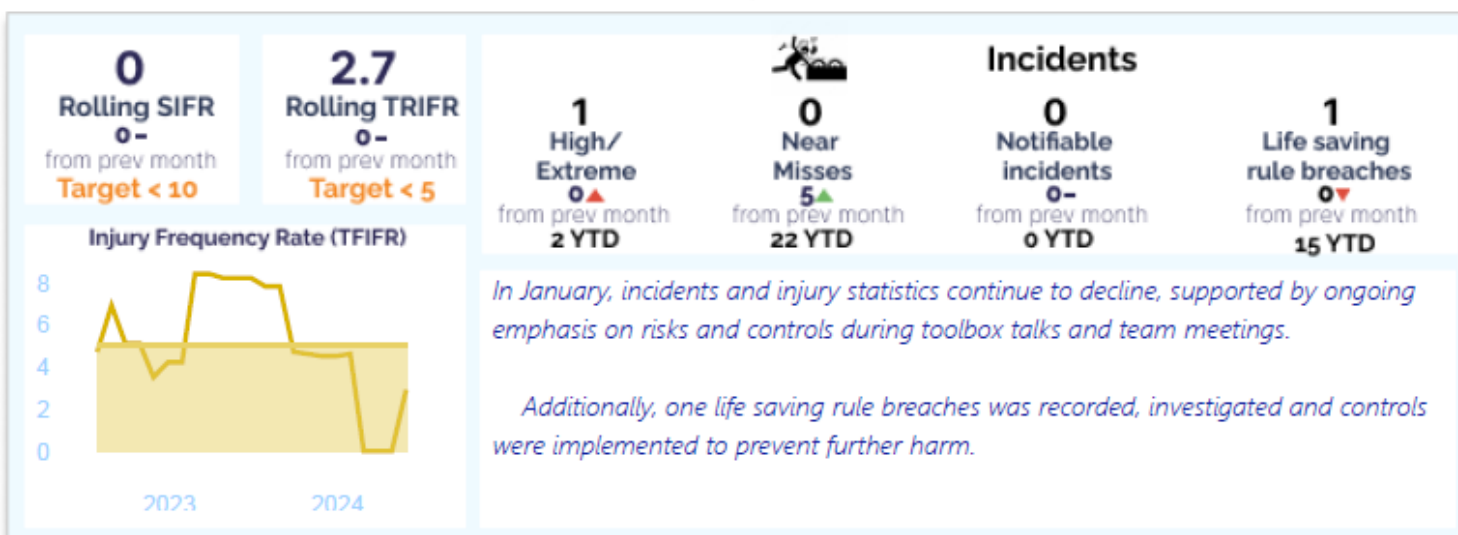 0
Rolling SIFR
0-
from prev month
Target < 10
2.7
Rolling TRIFR
0-
from prev month
Target < 5
Incidents
1
High/
Extreme
0▲
from prev month
2 YTD
0
Near
Misses
5▲
from prev month
22 YTD
0
Notifiable
incidents
0-
from prev month
0 YTD
1
Life saving
rule breaches
0▼
from prev month
15 YTD
Injury Frequency Rate (TFIFR)
8
6
4
2
0
2023 2024
In January, incidents and injury statistics continue to decline, supported by ongoing
emphasis on risks and controls during toolbox talks and team meetings.
Additionally, one life saving rule breaches was recorded, investigated and controls
were implemented to prevent further harm.